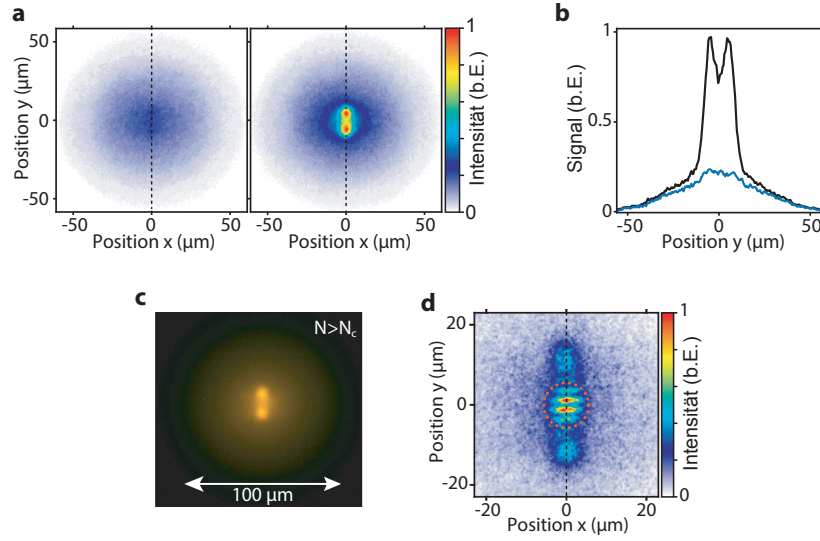 a
b
50
0
-50
Position y (µm)
-50
0
50
Position x (µm)
-50
0
50
Position x (µm)
1
0
Intensität (b.E.)
1
0.5
0
Signal (b.E.)
-50
0
50
Position y (µm)
c
N>Nc
100 µm
d
20
0
-20
Position y (µm)
-20
0
20
Position x (µm)
1
0
Intensität (b.E.)